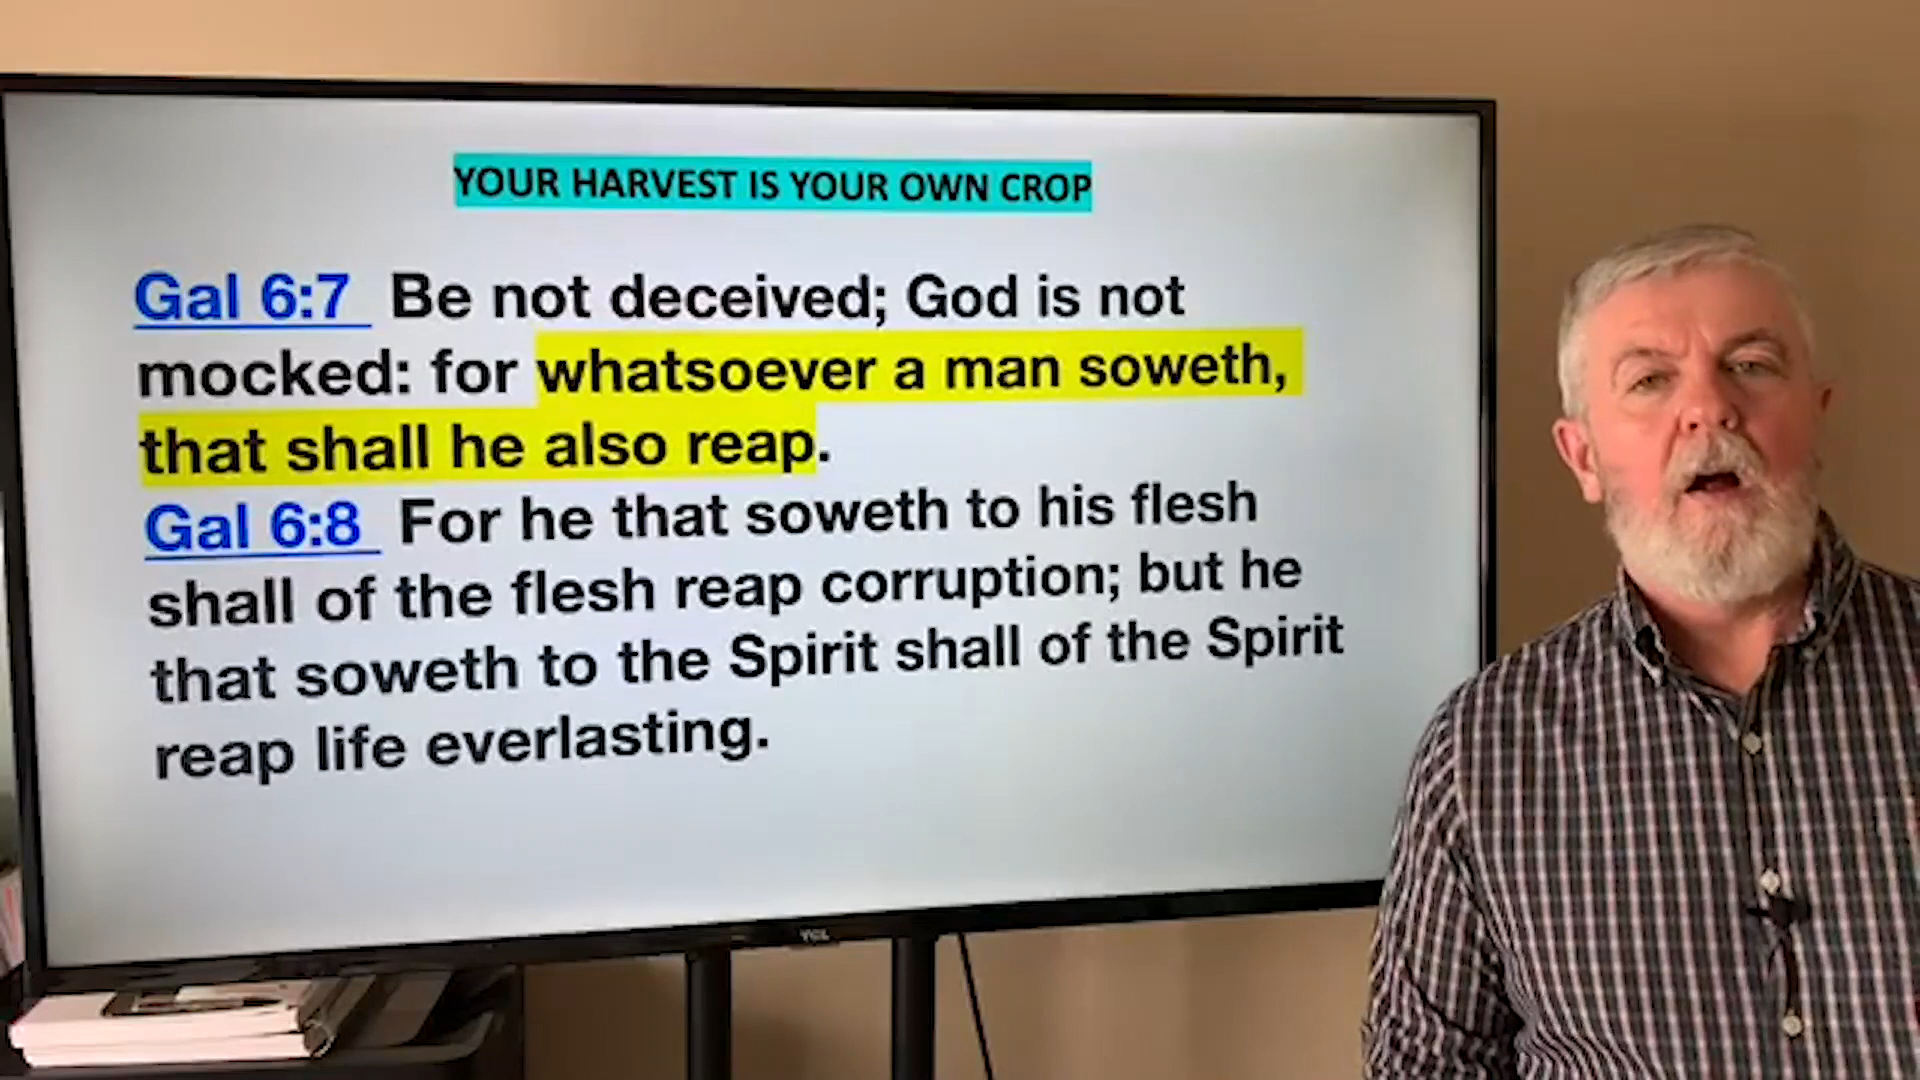 YOUR HARVEST IS YOUR OWN CROP
Gal 6:7 Be not deceived; God is not
mocked: for whatsoever a man soweth,
that shall he also reap.
Gal 6:8 For he that soweth to his flesh
shall of the flesh reap corruption; but he
that soweth to the Spirit shall of the Spirit
reap life everlasting.